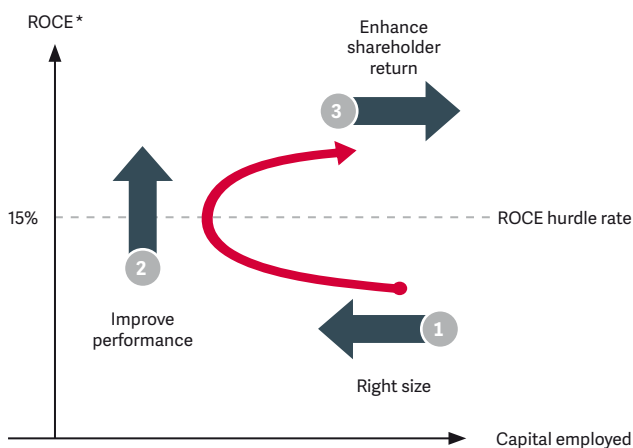 ROCE *
Enhance
shareholder
return
3
15%
ROCE hurdle rate
2
Improve
performance
1
Right size
Capital employed